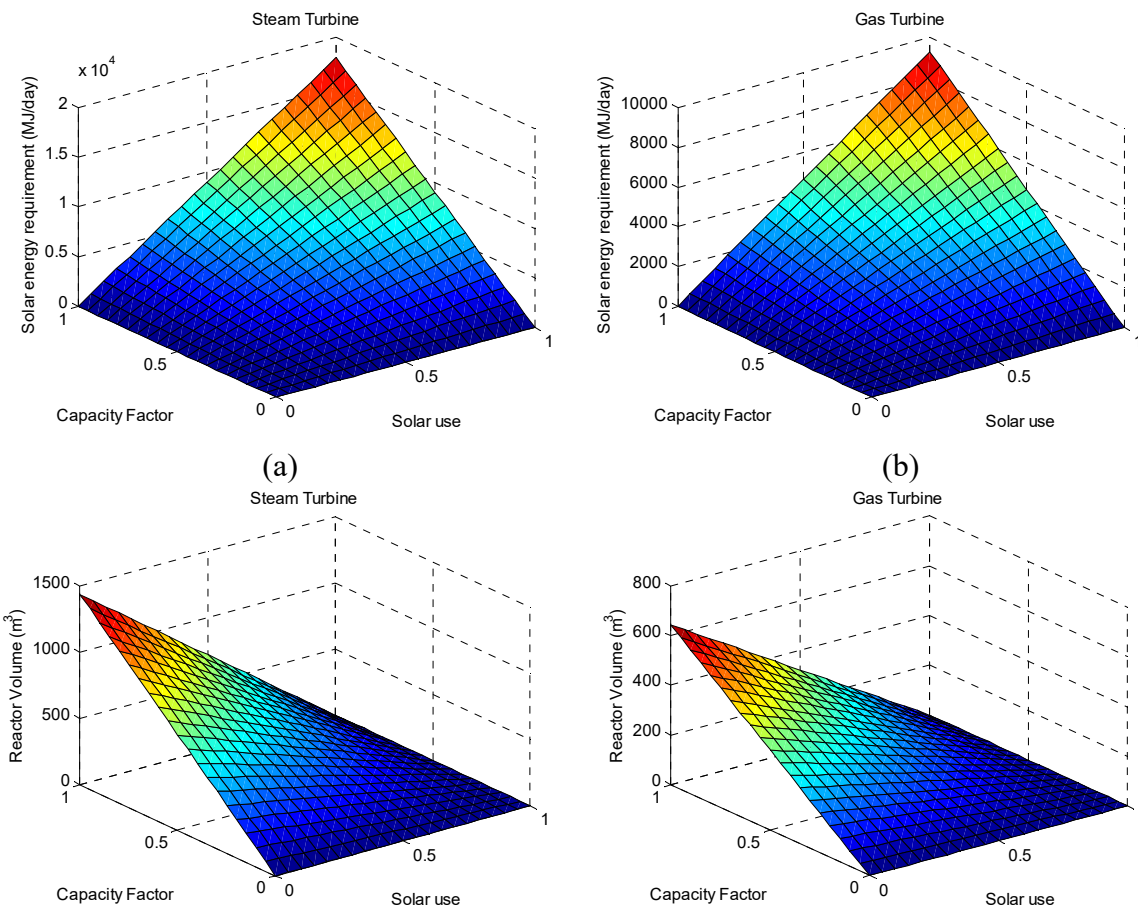 Steam Turbine
x 10^4
2
1.5
1
0.5
0
Solar energy requirement (MJ/day)
1
0.5
0
Capacity Factor
0
0.5
1
Solar use
Gas Turbine
10000
8000
6000
4000
2000
0
Solar energy requirement (MJ/day)
1
0.5
0
Capacity Factor
0
0.5
Solar use
(a)
(b)
Steam Turbine
1500
1000
500
0
Reactor Volume (m^3)
1
0.5
0
Capacity Factor
0
0.5
1
Solar use
Gas Turbine
800
600
400
200
0
Reactor Volume (m^3)
1
0.5
0
Capacity Factor
0
0.5
Solar use